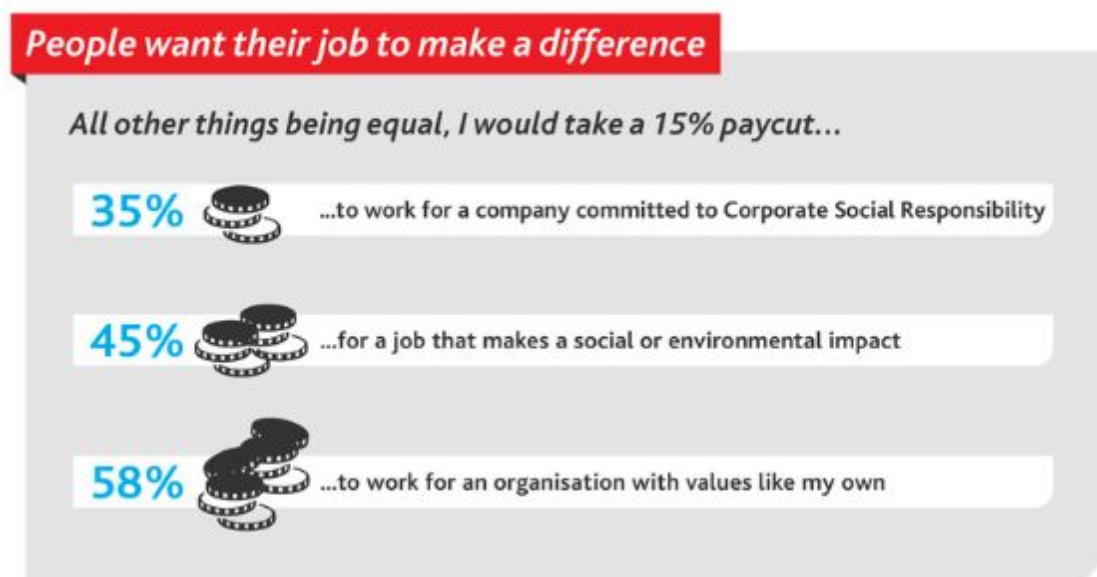 People want their job to make a difference
All other things being equal, I would take a 15% paycut...
35% ...to work for a company committed to Corporate Social Responsibility
45% ...for a job that makes a social or environmental impact
58% ...to work for an organisation with values like my own